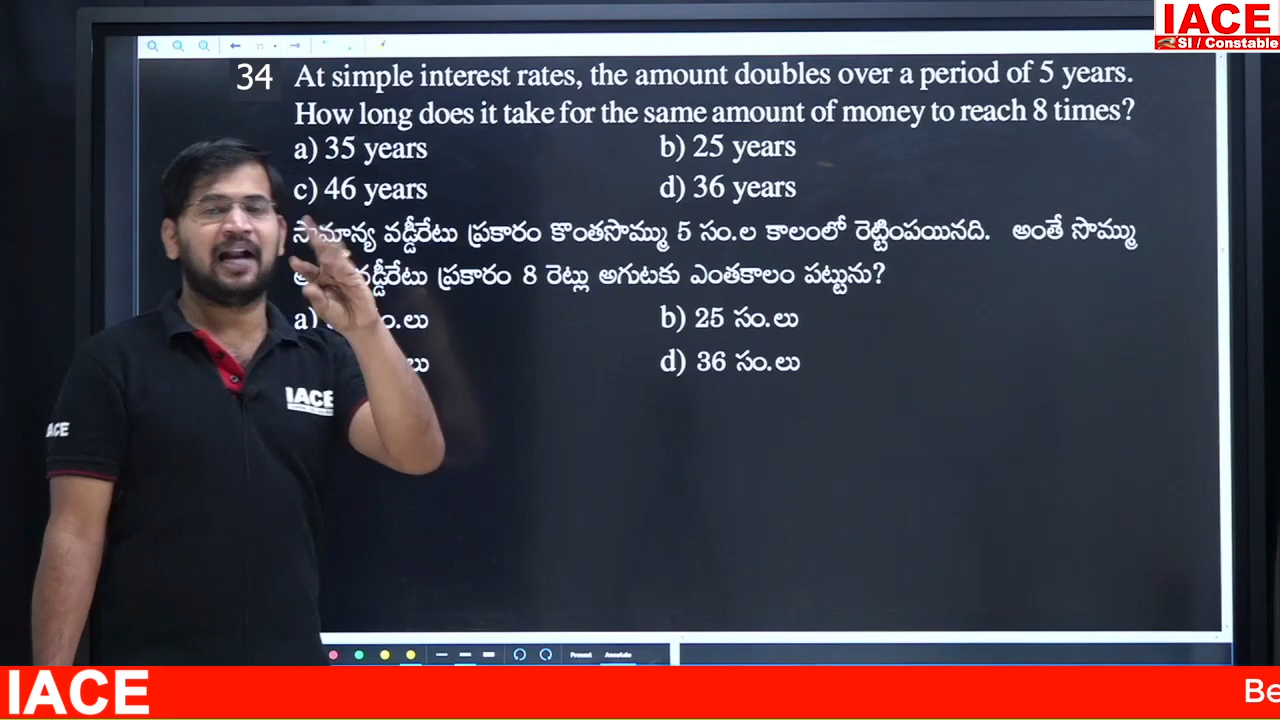 IACE
SI / Constable
34 At simple interest rates, the amount doubles over a period of 5 years.
How long does it take for the same amount of money to reach 8 times?
a) 35 years b) 25 years
c) 46 years d) 36 years
సామాన్య వడ్డీరేటు ప్రకారం కొంతసొమ్ము 5 సం.ల కాలంలో రెట్టింపయినది. అంతే సొమ్ము
వడ్డీరేటు ప్రకారం 8 రెట్లు అగుటకు ఎంతకాలం పట్టును?
a) సం.లు b) 25 సం.లు
d) 36 సం.లు
IACE
IACE
Present Annotate
IACE Be